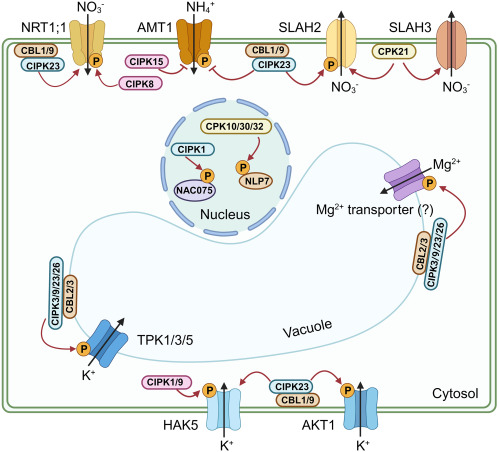 NO₃⁻
NH₄⁺
NRT1;1
AMT1
SLAH2
SLAH3
CBL1/9
CIPK23
P
CIPK15
CIPK8
P
CBL1/9
CIPK23
P
CPK21
NO₃⁻
NO₃⁻
CPK10/30/32
CIPK1
P
P
NAC075
NLP7
Nucleus
Mg²⁺
P
Mg²⁺ transporter (?)
CBL2/3
CIPK3/9/23/26
CIPK3/9/23/26
CBL2/3
P
TPK1/3/5
K⁺
Vacuole
CIPK1/9
P
CIPK23
CBL1/9
P
Cytosol
HAK5
AKT1
K⁺
K⁺